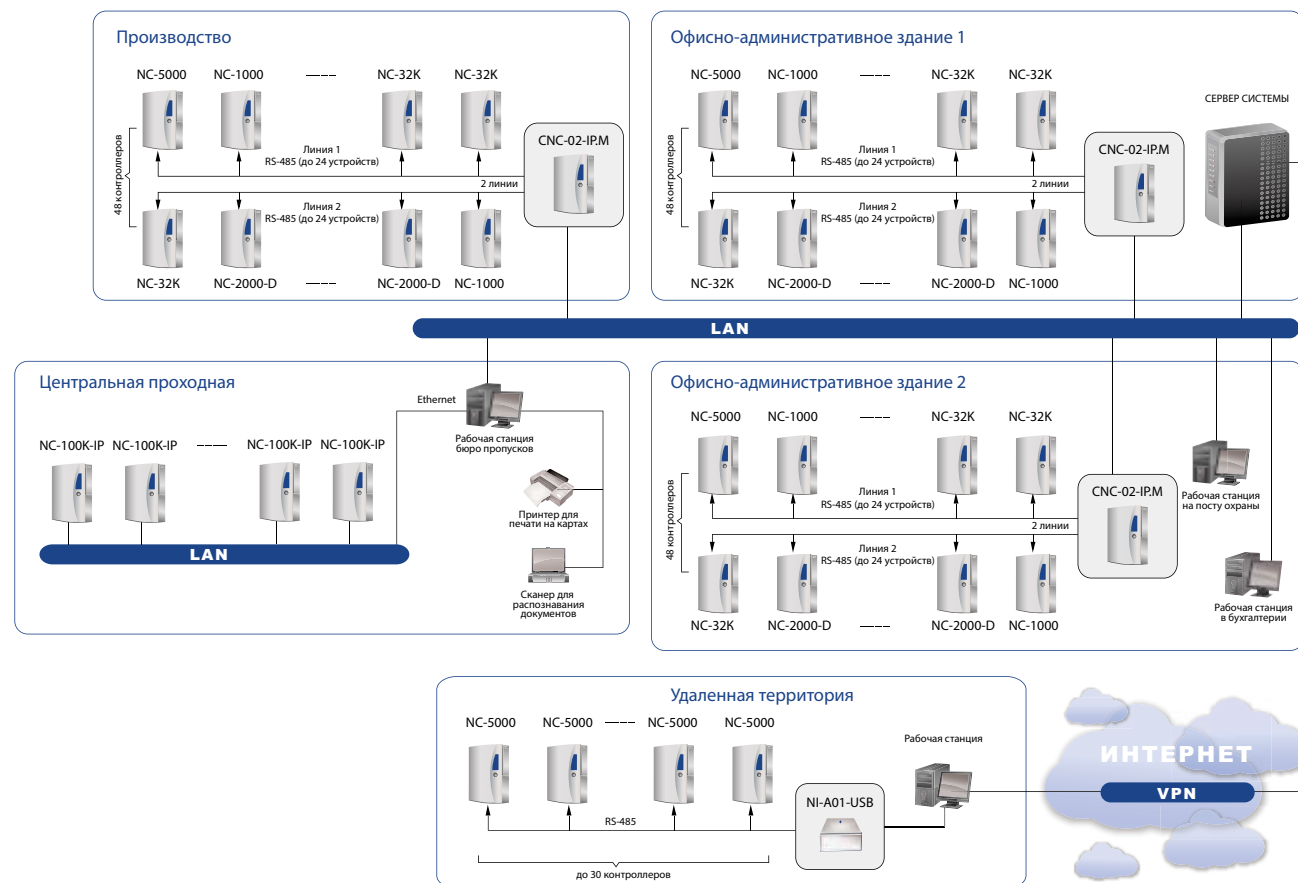 Производство
NC-5000 NC-1000 NC-32K NC-32K
48 контроллеров
Линия 1
RS-485 (до 24 устройств)
2 линии
Линия 2
RS-485 (до 24 устройств)
CNC-02-IP.M
NC-32K NC-2000-D NC-2000-D NC-1000
Офисно-административное здание 1
NC-5000 NC-1000 NC-32K NC-32K
48 контроллеров
Линия 1
RS-485 (до 24 устройств)
2 линии
Линия 2
RS-485 (до 24 устройств)
CNC-02-IP.M
NC-32K NC-2000-D NC-2000-D NC-1000
СЕРВЕР СИСТЕМЫ
LAN
Центральная проходная
Ethernet
Рабочая станция
бюро пропусков
NC-100K-IP NC-100K-IP NC-100K-IP NC-100K-IP
LAN
Принтер для
печати на картах
Сканер для
распознавания
документов
Офисно-административное здание 2
NC-5000 NC-1000 NC-32K NC-32K
48 контроллеров
Линия 1
RS-485 (до 24 устройств)
2 линии
Линия 2
RS-485 (до 24 устройств)
CNC-02-IP.M
NC-32K NC-2000-D NC-2000-D NC-1000
Рабочая станция
на посту охраны
Рабочая станция
в бухгалтерии
Удаленная территория
NC-5000 NC-5000 NC-5000 NC-5000
RS-485
до 30 контроллеров
NI-A01-USB
Рабочая станция
ИНТЕРНЕТ
VPN